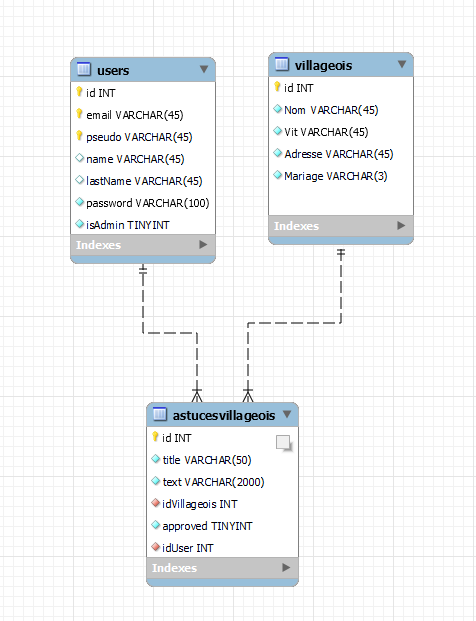 users
id INT
email VARCHAR(45)
pseudo VARCHAR(45)
name VARCHAR(45)
lastName VARCHAR(45)
password VARCHAR(100)
isAdmin TINYINT
Indexes
villageois
id INT
Nom VARCHAR(45)
Vit VARCHAR(45)
Adresse VARCHAR(45)
Mariage VARCHAR(3)
Indexes
astucesvillageois
id INT
title VARCHAR(50)
text VARCHAR(2000)
idVillageois INT
approved TINYINT
idUser INT
Indexes